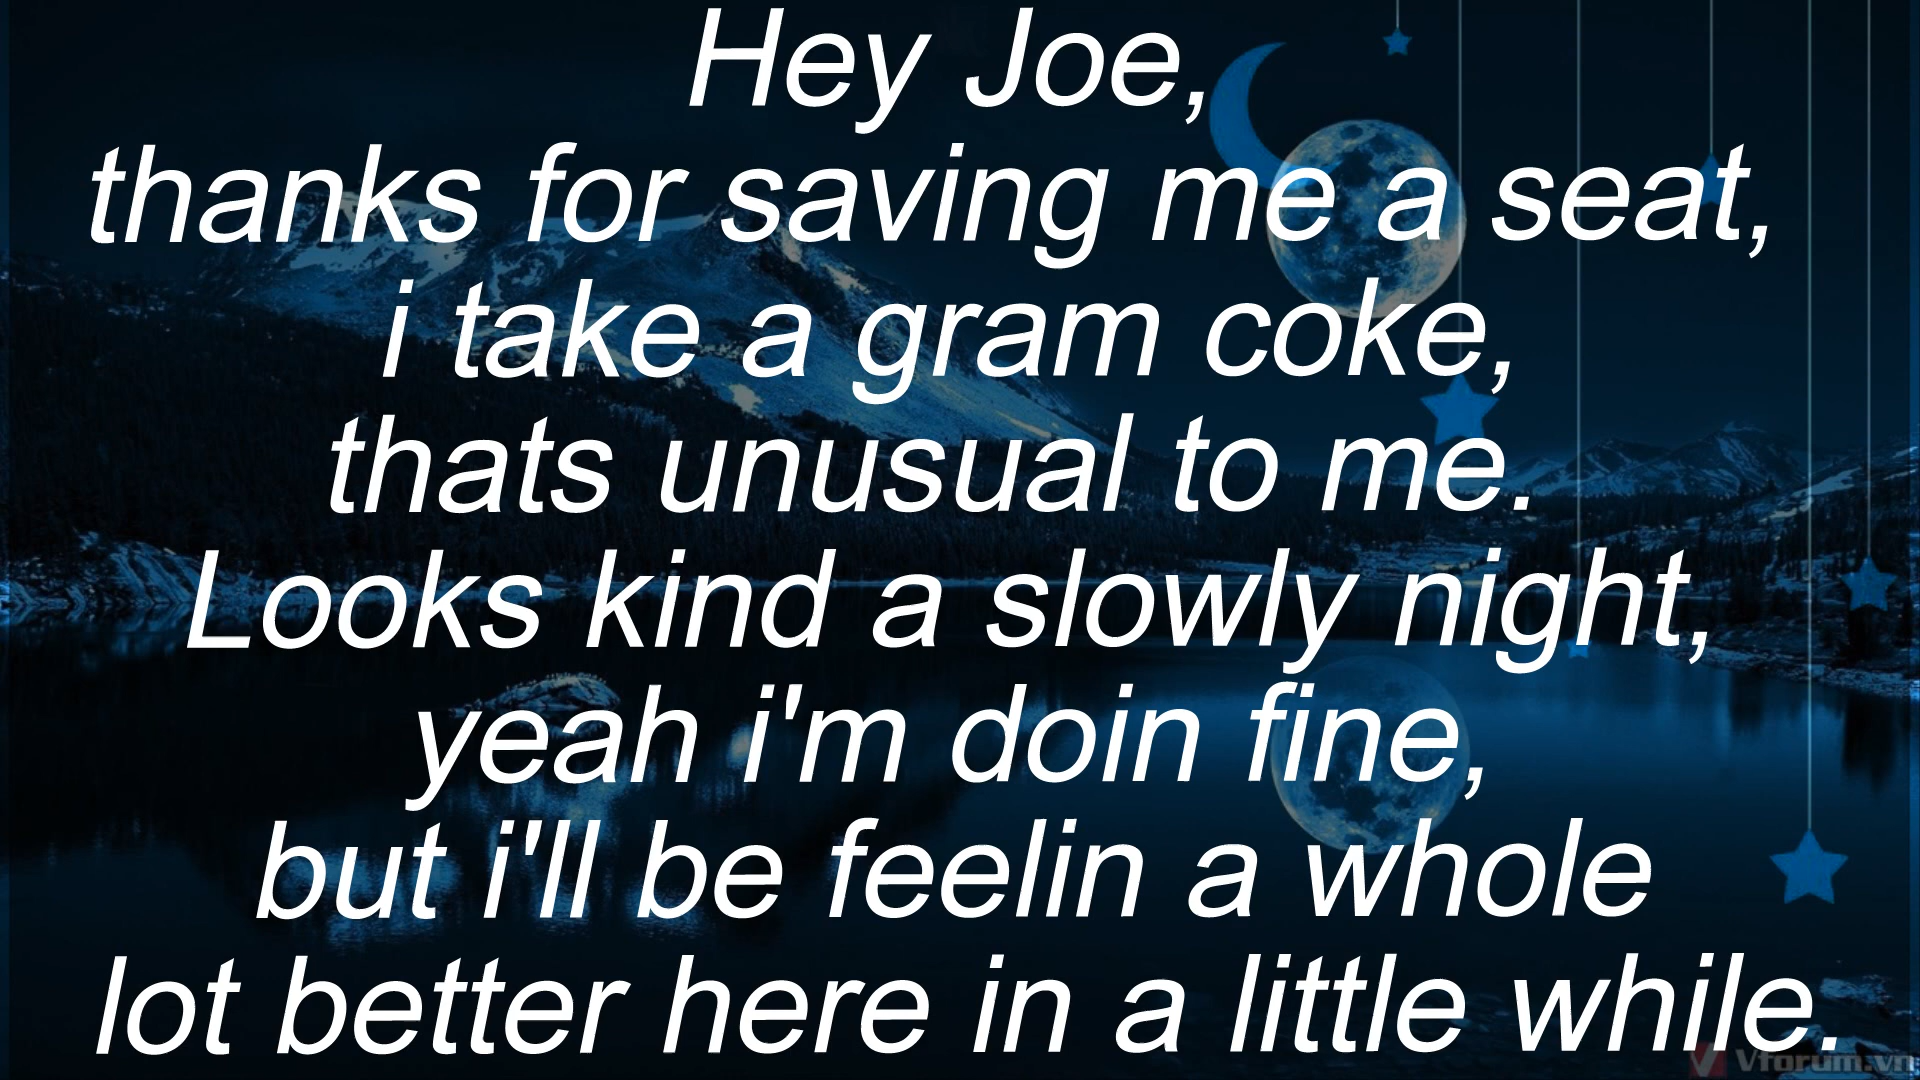 Hey Joe,
thanks for saving me a seat,
i take a gram coke,
thats unusual to me.
Looks kind a slowly night,
yeah i'm doin fine,
but i'll be feelin a whole
lot better here in a little while.
Vforum.vn